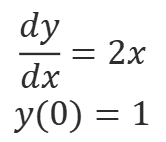 dy/dx = 2x
y(0) = 1